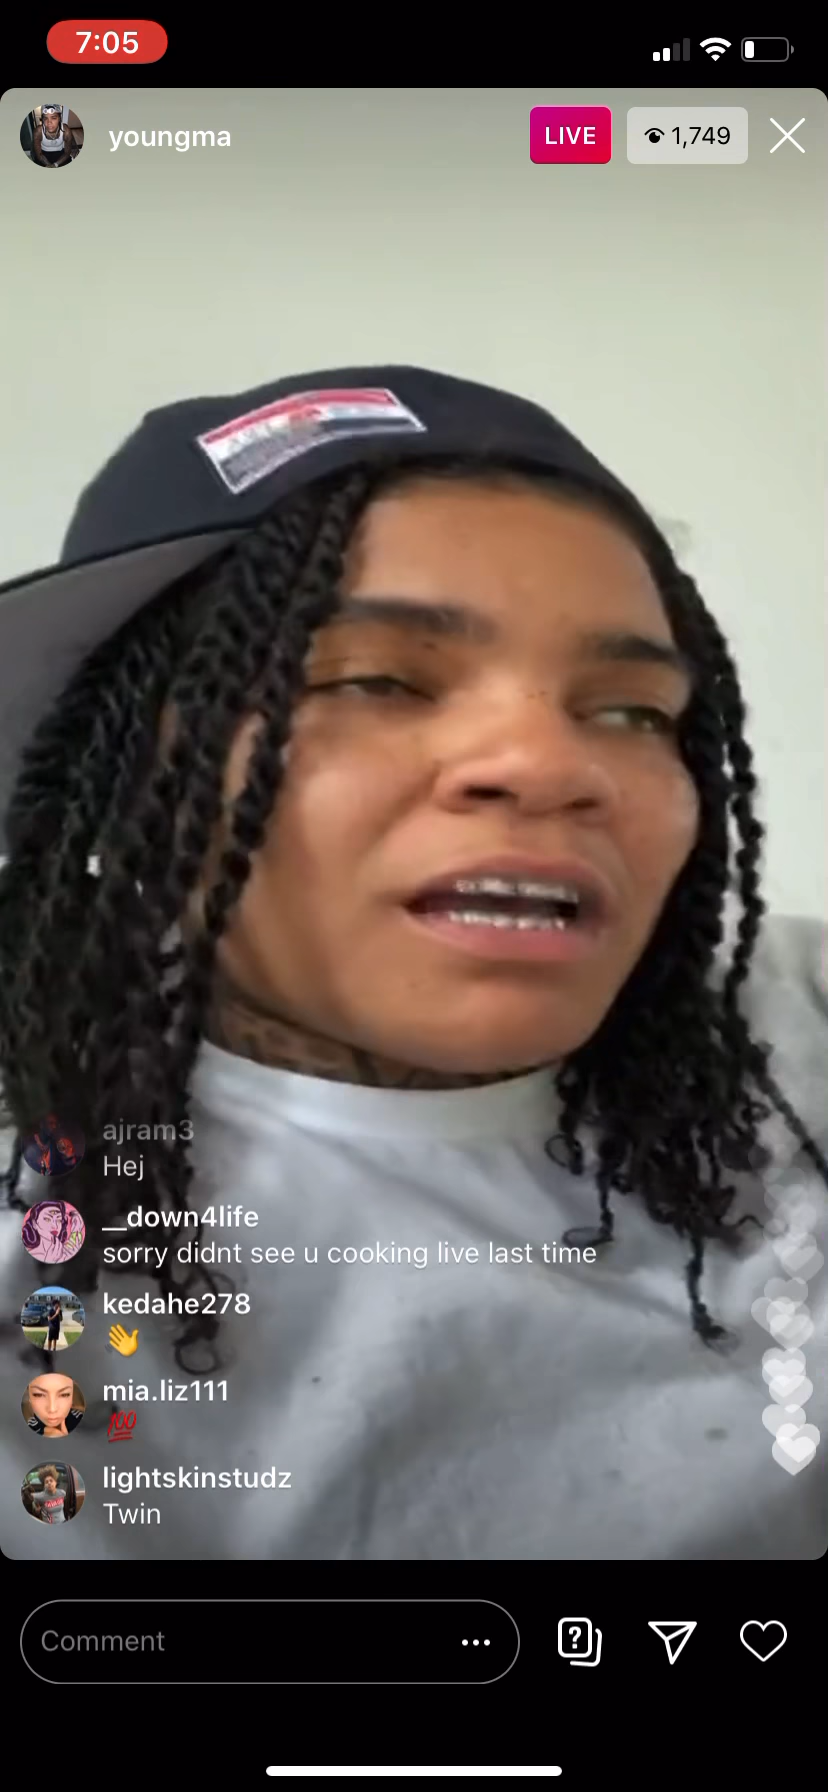 7:05
youngma
LIVE
1,749
ajram3
Hej
__down4life
sorry didnt see u cooking live last time
kedahe278
👋
mia.liz111
💯
lightskinstudz
Twin
Comment